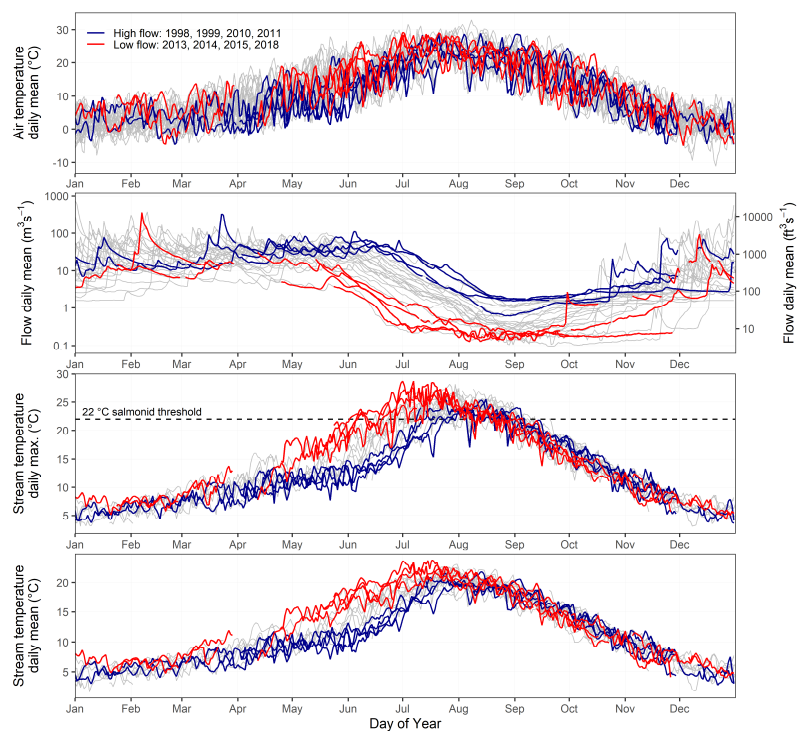 High flow: 1998, 1999, 2010, 2011
Low flow: 2013, 2014, 2015, 2018
Air temperature
daily mean (°C)
30
20
10
0
-10
Jan Feb Mar Apr May Jun Jul Aug Sep Oct Nov Dec
Flow daily mean (m³s⁻¹)
1000
100
10
1
0.1
10000
1000
100
10
Flow daily mean (ft³s⁻¹)
Jan Feb Mar Apr May Jun Jul Aug Sep Oct Nov Dec
Stream temperature
daily max. (°C)
30
25
20
15
10
5
22 °C salmonid threshold
Jan Feb Mar Apr May Jun Jul Aug Sep Oct Nov Dec
Stream temperature
daily mean (°C)
20
15
10
5
Jan Feb Mar Apr May Jun Jul Aug Sep Oct Nov Dec
Day of Year